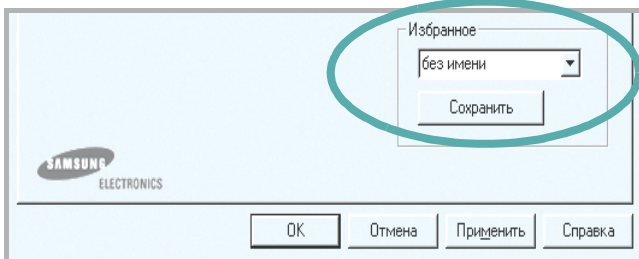 Избранное
без имени
Сохранить
SAMSUNG
ELECTRONICS
OK Отмена Применить Справка